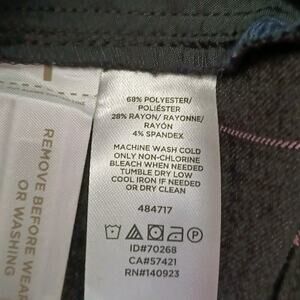 68% POLYESTER/
POLIÉSTER
28% RAYON/ RAYONNE/
RAYÓN
4% SPANDEX
MACHINE WASH COLD
ONLY NON-CHLORINE
BLEACH WHEN NEEDED
TUMBLE DRY LOW
COOL IRON IF NEEDED
OR DRY CLEAN
484717
ID#70268
CA#57421
RN#140923
REMOVE BEFORE WEAR
OR WASHING